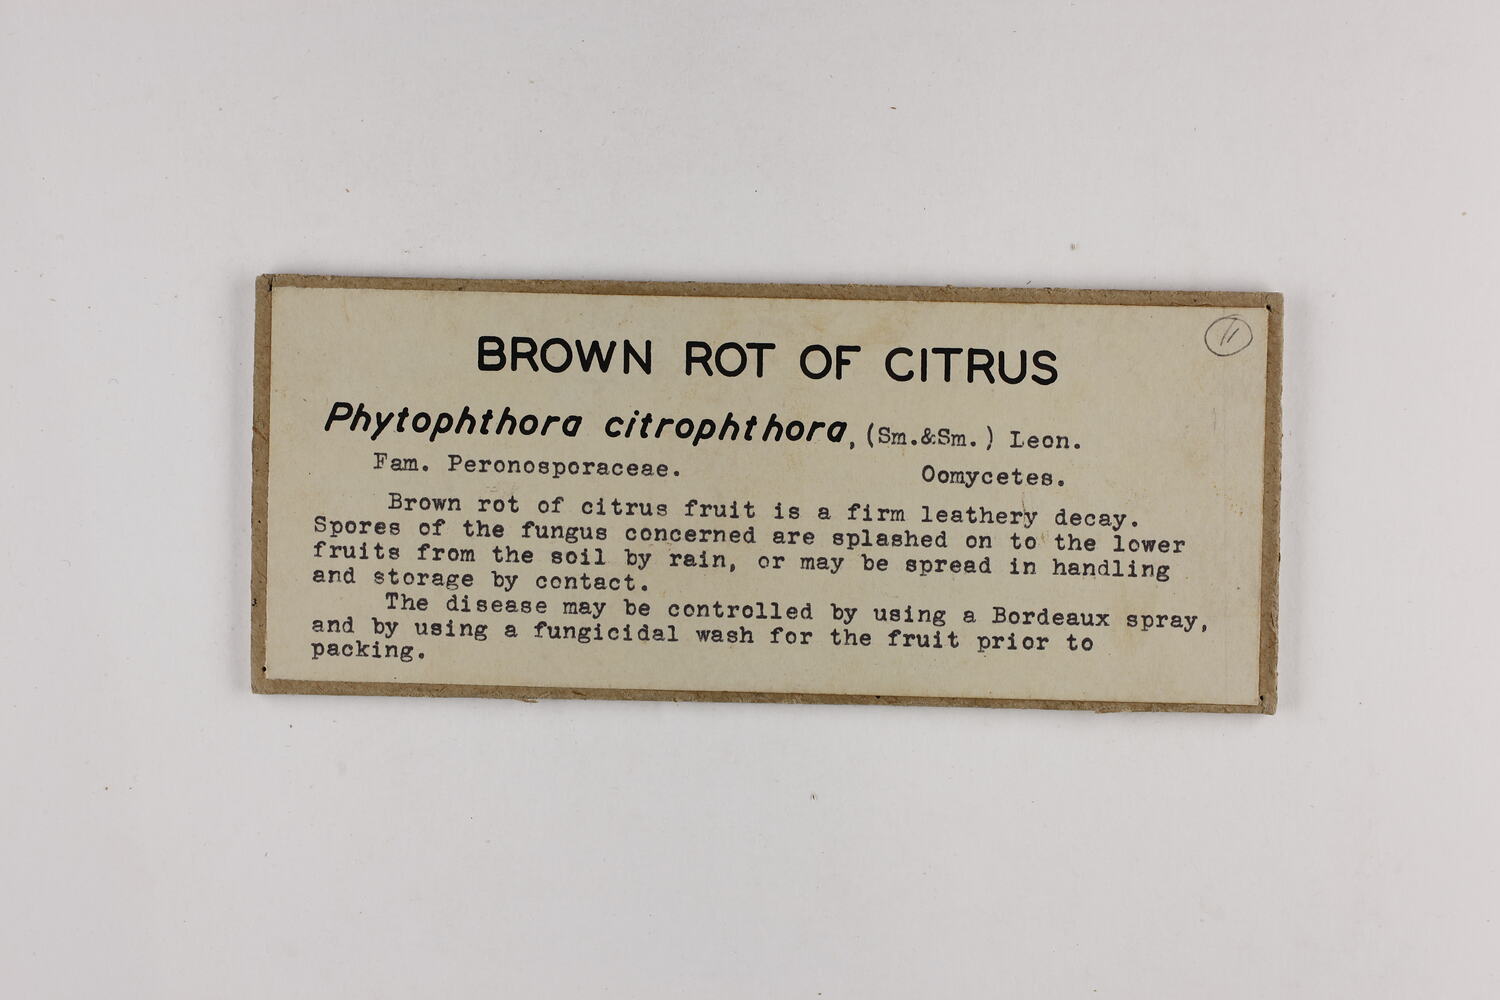 11
BROWN ROT OF CITRUS
Phytophthora citrophthora, (Sm.&Sm.) Leon.
Fam. Peronosporaceae. Oomycetes.
Brown rot of citrus fruit is a firm leathery decay.
Spores of the fungus concerned are splashed on to the lower
fruits from the soil by rain, or may be spread in handling
and storage by contact.
The disease may be controlled by using a Bordeaux spray,
and by using a fungicidal wash for the fruit prior to
packing.